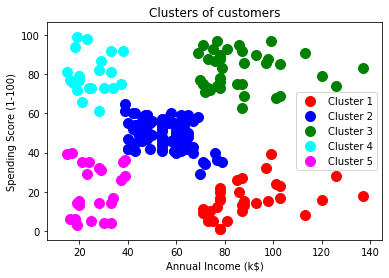 Clusters of customers
100
80
60
40
20
0
Spending Score (1-100)
Cluster 1
Cluster 2
Cluster 3
Cluster 4
Cluster 5
20 40 60 80 100 120 140
Annual Income (k$)